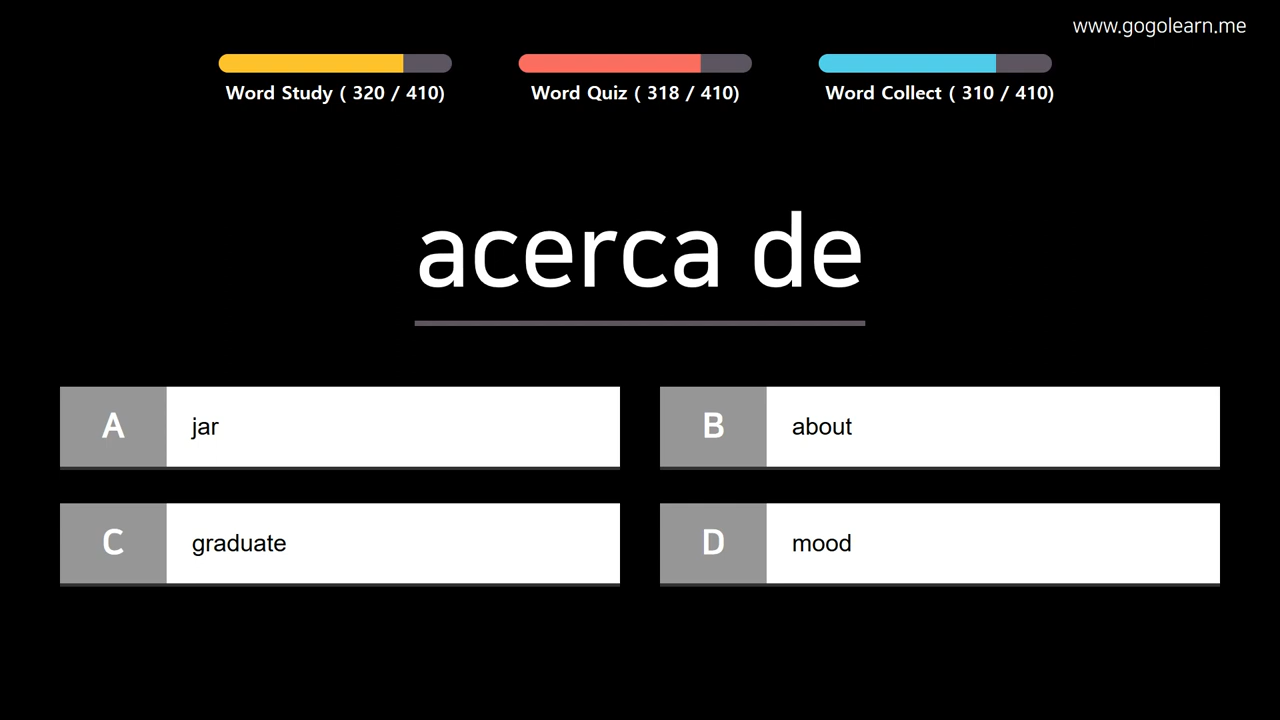 www.gogolearn.me
Word Study ( 320 / 410)
Word Quiz ( 318 / 410)
Word Collect ( 310 / 410)
acerca de
A jar
B about
C graduate
D mood